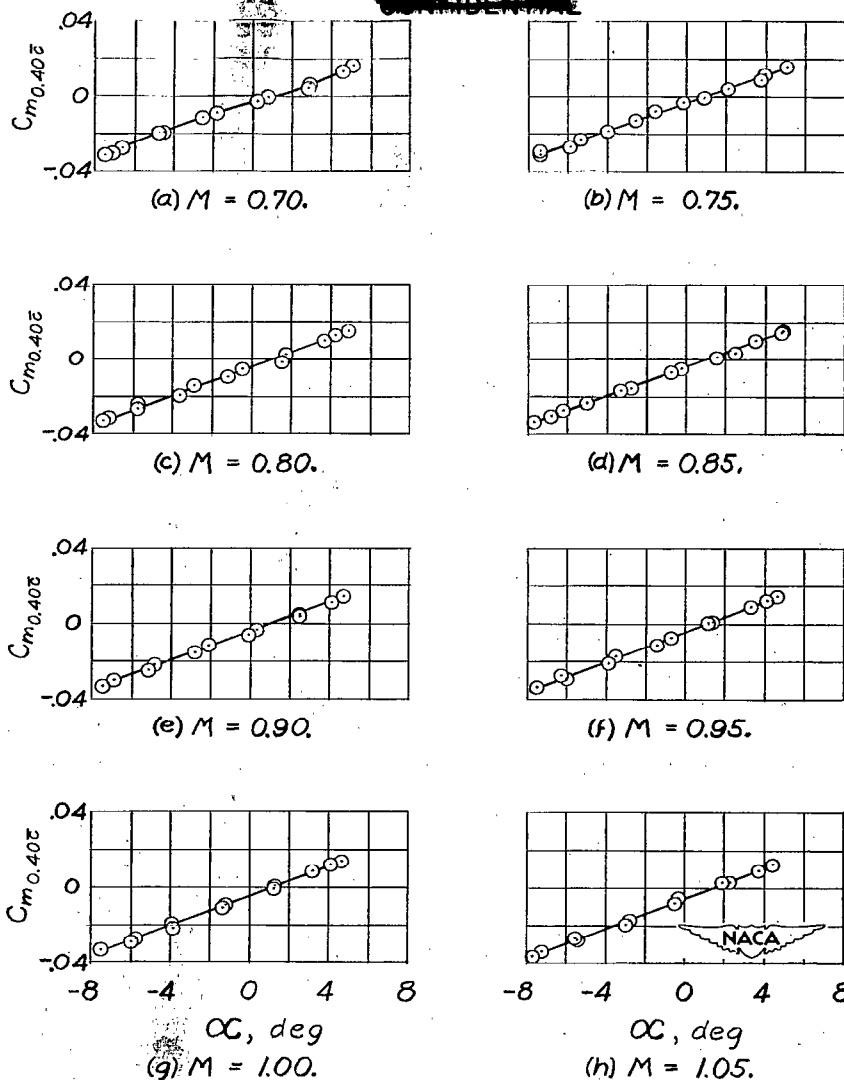 CONFIDENTIAL
.04
0
-.04
Cm0.40c̄
(a) M = 0.70.
(b) M = 0.75.
.04
0
-.04
Cm0.40c̄
(c) M = 0.80.
(d) M = 0.85.
.04
0
-.04
Cm0.40c̄
(e) M = 0.90.
(f) M = 0.95.
.04
0
-.04
Cm0.40c̄
NACA
-8 -4 0 4 8
-8 -4 0 4 8
α, deg
α, deg
(g) M = 1.00.
(h) M = 1.05.